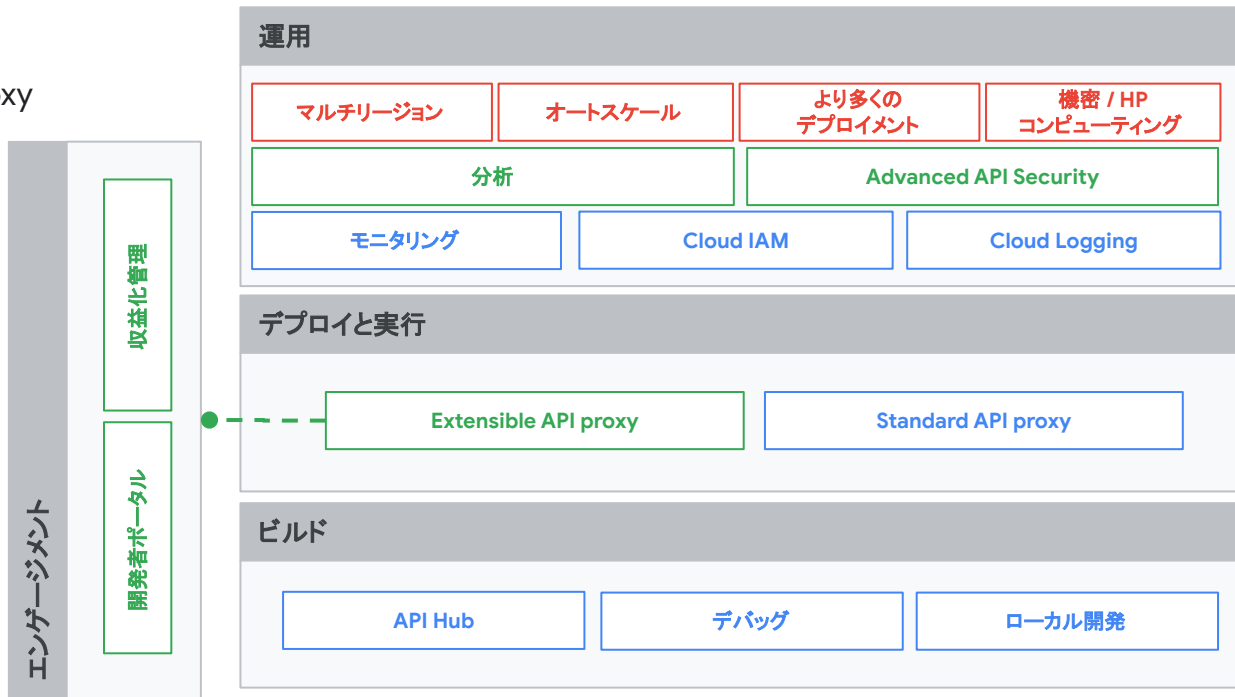 運用
マルチリージョン
オートスケール
より多くの
デプロイメント
機密 / HP
コンピューティング
分析
Advanced API Security
モニタリング
Cloud IAM
Cloud Logging
デプロイと実行
Extensible API proxy
Standard API proxy
ビルド
API Hub
デバッグ
ローカル開発
xy
エンゲージメント
収益化管理
開発者ポータル